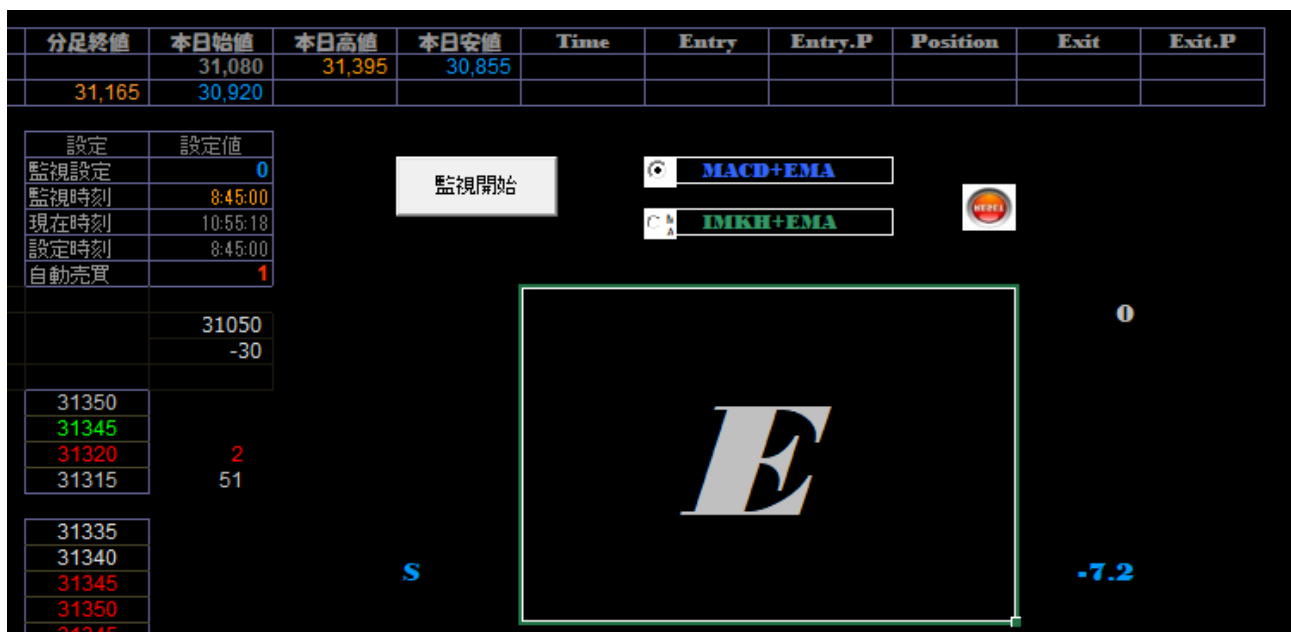 分足終値 本日始値 本日高値 本日安値 Time Entry Entry.P Position Exit Exit.P
31,080 31,395 30,855
31,165 30,920
設定 設定値
監視設定 0
監視時刻 8:45:00
現在時刻 10:55:18
設定時刻 8:45:00
自動売買 1
監視開始
MACD+EMA
IMKH+EMA
RESET
31050
-30
0
31350
31345
31320 2
31315 51
E
31335
31340
31345
31350
S
-7.2